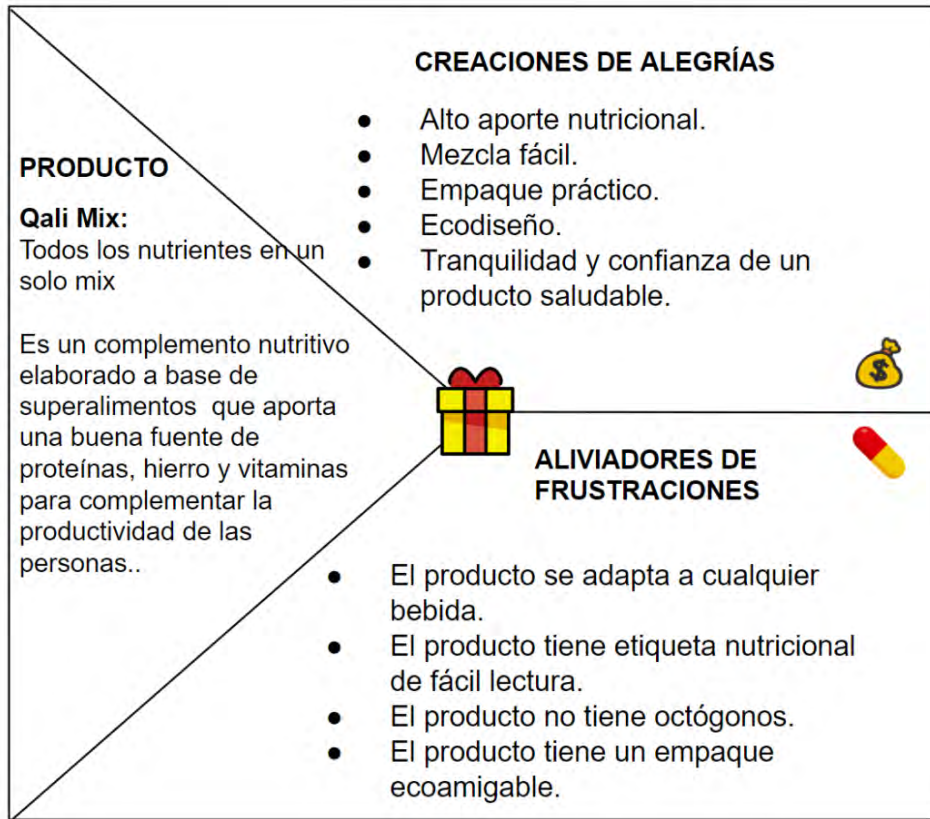 CREACIONES DE ALEGRÍAS
● Alto aporte nutricional.
● Mezcla fácil.
● Empaque práctico.
● Ecodiseño.
● Tranquilidad y confianza de un
producto saludable.
PRODUCTO
Qali Mix:
Todos los nutrientes en un
solo mix
Es un complemento nutritivo
elaborado a base de
superalimentos que aporta
una buena fuente de
proteínas, hierro y vitaminas
para complementar la
productividad de las
personas..
$
ALIVIADORES DE
FRUSTRACIONES
● El producto se adapta a cualquier
bebida.
● El producto tiene etiqueta nutricional
de fácil lectura.
● El producto no tiene octógonos.
● El producto tiene un empaque
ecoamigable.